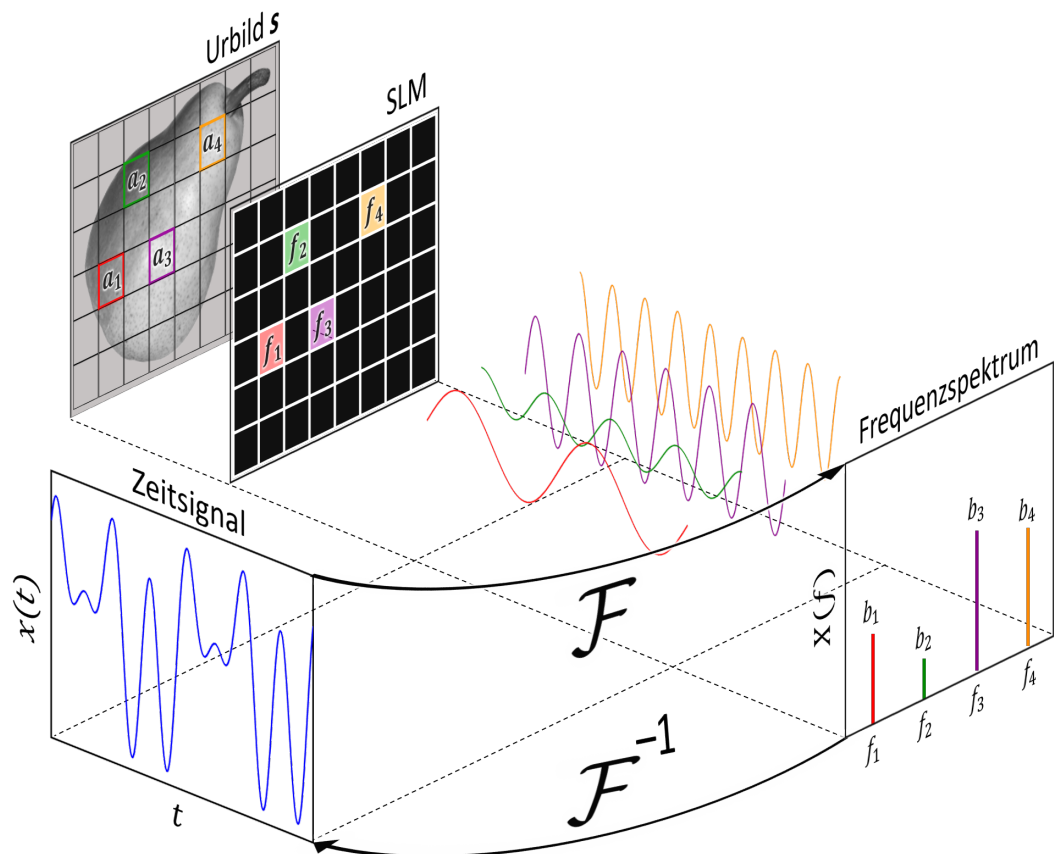 Urbild s
SLM
a₁
a₂
a₃
a₄
f₁
f₂
f₃
f₄
Zeitsignal
x(t)
t
ℱ
ℱ⁻¹
Frequenzspektrum
x(f)
b₁
b₂
b₃
b₄
f₁
f₂
f₃
f₄